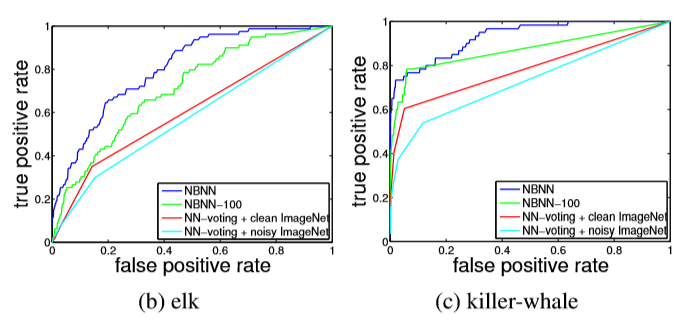 true positive rate
1
0.8
0.6
0.4
0.2
0
0 0.2 0.4 0.6 0.8 1
false positive rate
NBNN
NBNN-100
NN-voting + clean ImageNet
NN-voting + noisy ImageNet
(b) elk
true positive rate
1
0.8
0.6
0.4
0.2
0
0 0.2 0.4 0.6 0.8 1
false positive rate
NBNN
NBNN-100
NN-voting + clean ImageNet
NN-voting + noisy ImageNet
(c) killer-whale